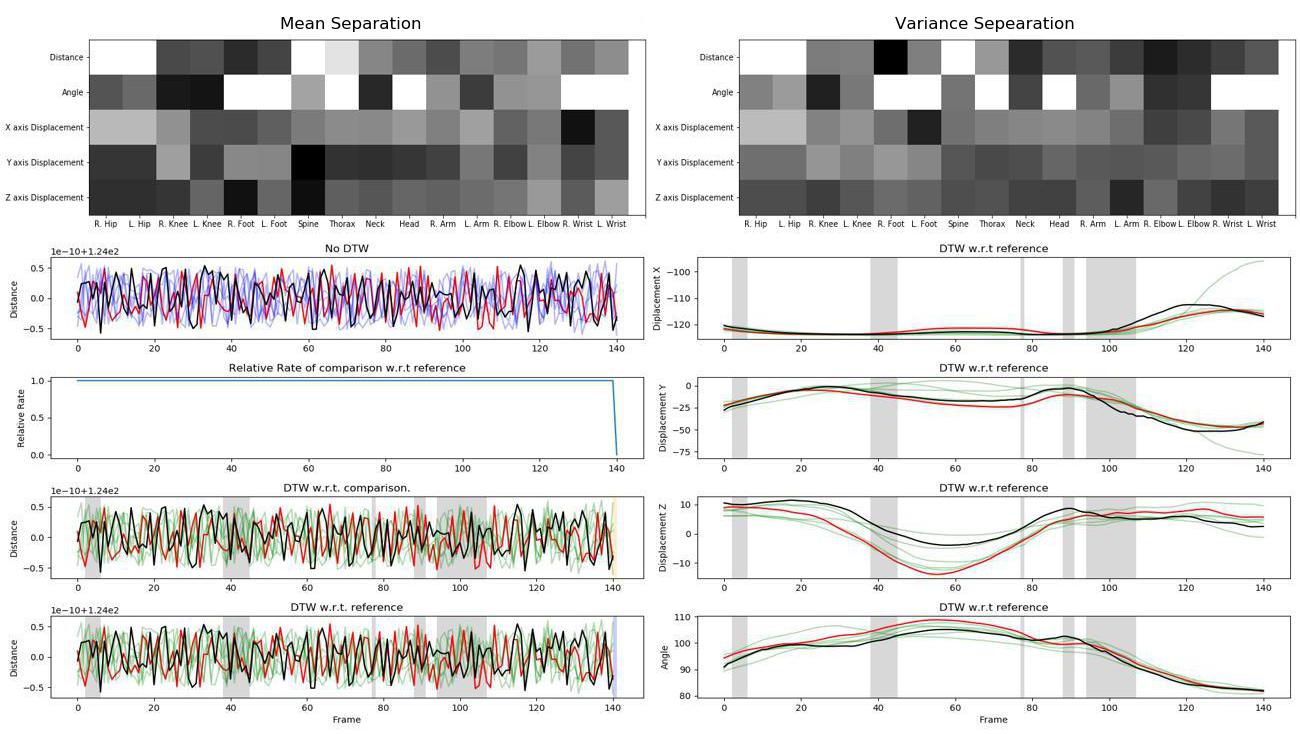 Mean Separation
Distance
Angle
X axis Displacement
Y axis Displacement
Z axis Displacement
R. Hip L. Hip R. Knee L. Knee R. Foot L. Foot Spine Thorax Neck Head R. Arm L. Arm R. Elbow L. Elbow R. Wrist L. Wrist
Variance Sepearation
Distance
Angle
X axis Displacement
Y axis Displacement
Z axis Displacement
R. Hip L. Hip R. Knee L. Knee R. Foot L. Foot Spine Thorax Neck Head R. Arm L. Arm R. Elbow L. Elbow R. Wrist L. Wrist
No DTW
1e−10+1.24e2
Distance
0.5
0.0
−0.5
0 20 40 60 80 100 120 140
DTW w.r.t reference
Diplacement X
−100
−110
−120
0 20 40 60 80 100 120 140
Relative Rate of comparison w.r.t reference
Relative Rate
1.0
0.5
0.0
0 20 40 60 80 100 120 140
DTW w.r.t reference
Displacement Y
0
−25
−50
−75
0 20 40 60 80 100 120 140
DTW w.r.t. comparison.
1e−10+1.24e2
Distance
0.5
0.0
−0.5
0 20 40 60 80 100 120 140
DTW w.r.t reference
Displacement Z
10
0
−10
0 20 40 60 80 100 120 140
DTW w.r.t. reference
1e−10+1.24e2
Distance
0.5
0.0
−0.5
0 20 40 60 80 100 120 140
Frame
DTW w.r.t reference
Angle
110
100
90
80
0 20 40 60 80 100 120 140
Frame